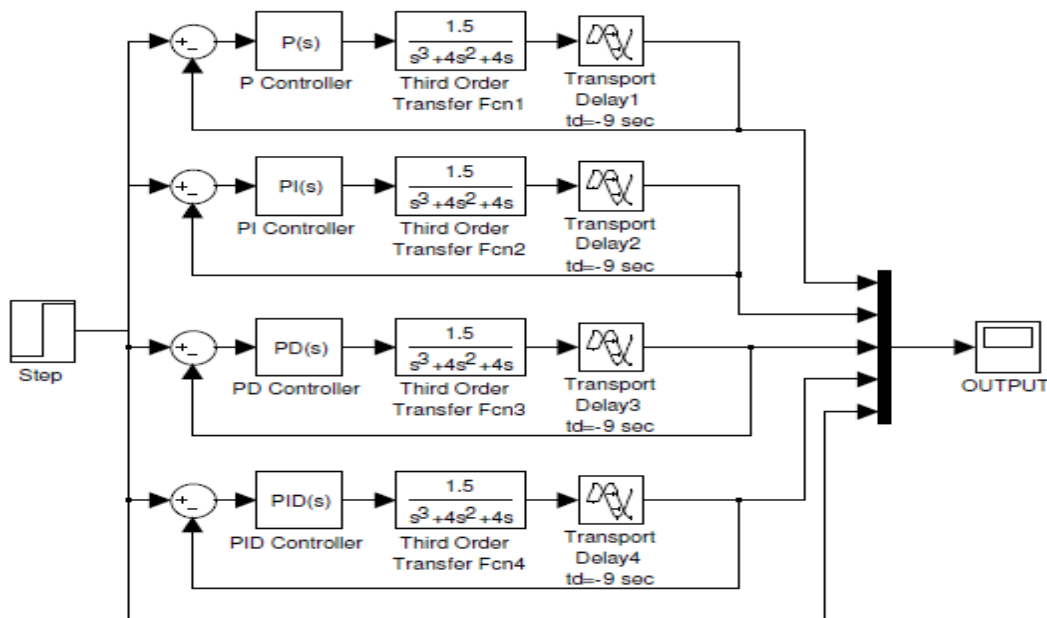 +
-
P(s)
P Controller
1.5
s³+4s²+4s
Third Order
Transfer Fcn1
Transport
Delay1
td=-9 sec
+
-
PI(s)
PI Controller
1.5
s³+4s²+4s
Third Order
Transfer Fcn2
Transport
Delay2
td=-9 sec
Step
+
-
PD(s)
PD Controller
1.5
s³+4s²+4s
Third Order
Transfer Fcn3
Transport
Delay3
td=-9 sec
OUTPUT
+
-
PID(s)
PID Controller
1.5
s³+4s²+4s
Third Order
Transfer Fcn4
Transport
Delay4
td=-9 sec